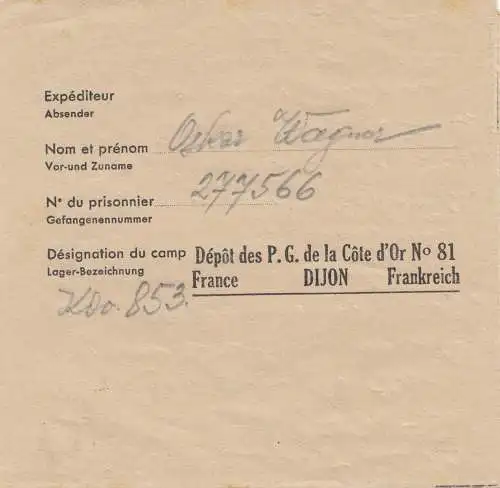 Expéditeur
Absender
Nom et prénom Oskar Wagner
Vor-und Zuname
N° du prisonnier 277566
Gefangenennummer
Désignation du camp Dépôt des P. G. de la Côte d'Or No 81
Lager-Bezeichnung France DIJON Frankreich
Kdo. 853.